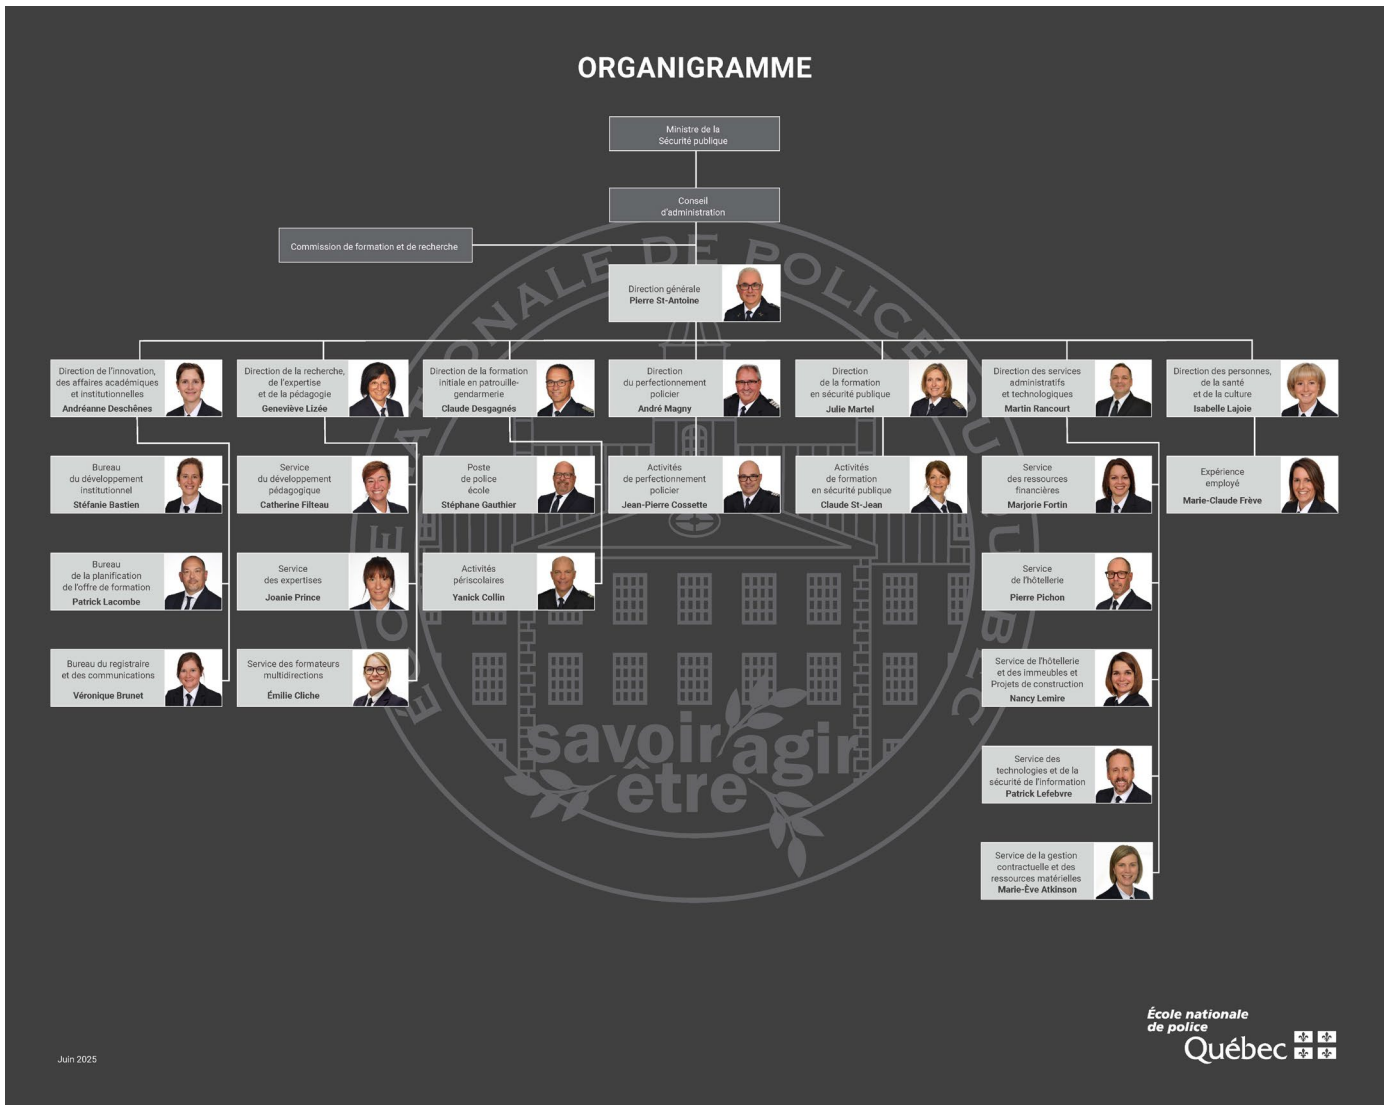 ORGANIGRAMME
Ministre de la
Sécurité publique
Conseil
d'administration
Commission de formation et de recherche
Direction générale
Pierre St-Antoine
Direction de l'innovation,
des affaires académiques
et institutionnelles
Andréanne Deschênes
Direction de la recherche,
de l'expertise
et de la pédagogie
Geneviève Lizée
Direction de la formation
initiale en patrouille-
gendarmerie
Claude Desgagnés
Direction
du perfectionnement
policier
André Magny
Direction
de la formation
en sécurité publique
Julie Martel
Direction des services
administratifs
et technologiques
Martin Rancourt
Direction des personnes,
de la santé
et de la culture
Isabelle Lajoie
Bureau
du développement
institutionnel
Stéfanie Bastien
Service
du développement
pédagogique
Catherine Filteau
Poste
de police
école
Stéphane Gauthier
Activités
de perfectionnement
policier
Jean-Pierre Cossette
Activités
de formation
en sécurité publique
Claude St-Jean
Service
des ressources
financières
Marjorie Fortin
Expérience
employé
Marie-Claude Frève
Bureau
de la planification
de l'offre de formation
Patrick Lacombe
Service
des expertises
Joanie Prince
Activités
périscolaires
Yanick Collin
Service
de l'hôtellerie
Pierre Pichon
Bureau du registraire
et des communications
Véronique Brunet
Service des formateurs
multidirections
Émilie Cliche
Service de l'hôtellerie
et des immeubles et
Projets de construction
Nancy Lemire
Service des
technologies et de la
sécurité de l'information
Patrick Lefebvre
Service de la gestion
contractuelle et des
ressources matérielles
Marie-Ève Atkinson
ÉCOLE NATIONALE DE POLICE DU QUÉBEC
savoir agir
être
Juin 2025
École nationale
de police
Québec